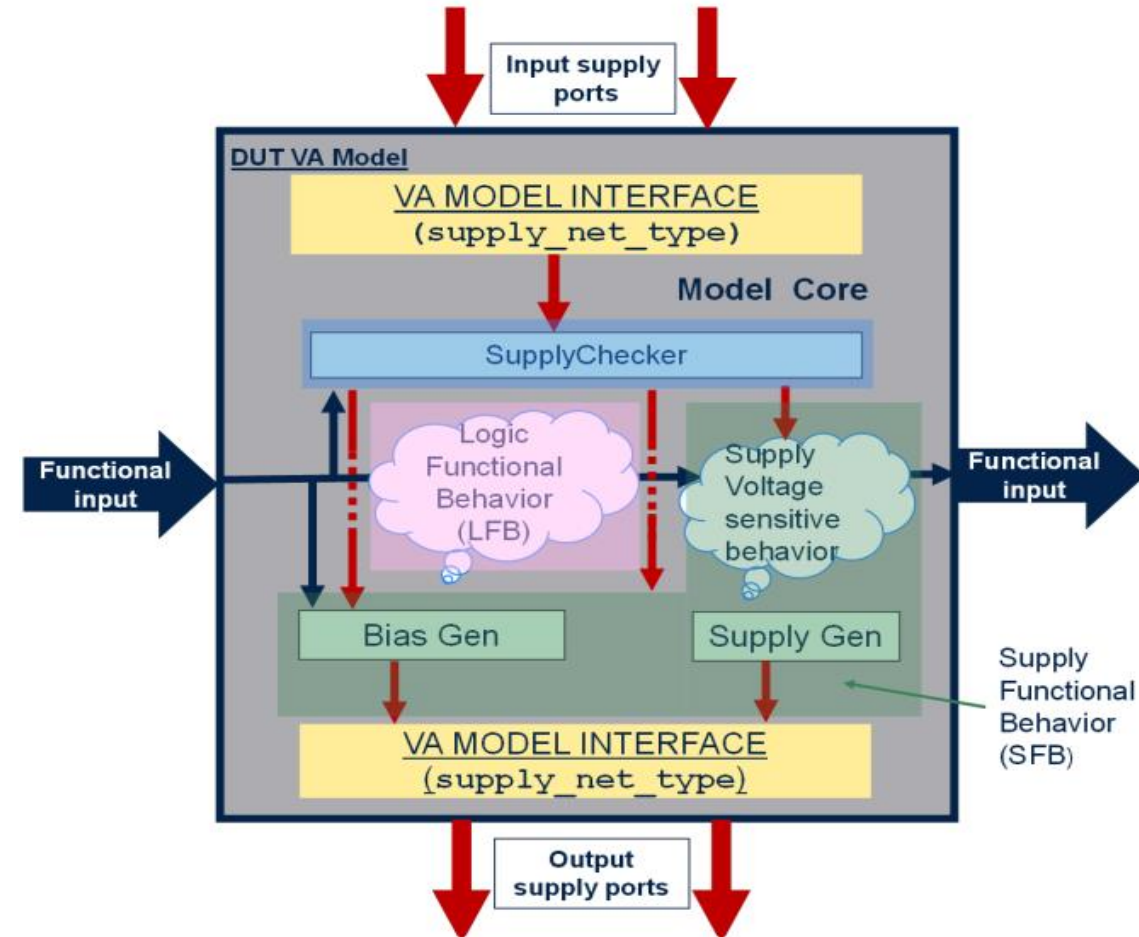 Input supply
ports
DUT VA Model
VA MODEL INTERFACE
(supply_net_type)
Model Core
SupplyChecker
Functional
input
Logic
Functional
Behavior
(LFB)
Supply
Voltage
sensitive
behavior
Functional
input
Bias Gen
Supply Gen
Supply
Functional
Behavior
(SFB)
VA MODEL INTERFACE
(supply_net_type)
Output
supply ports